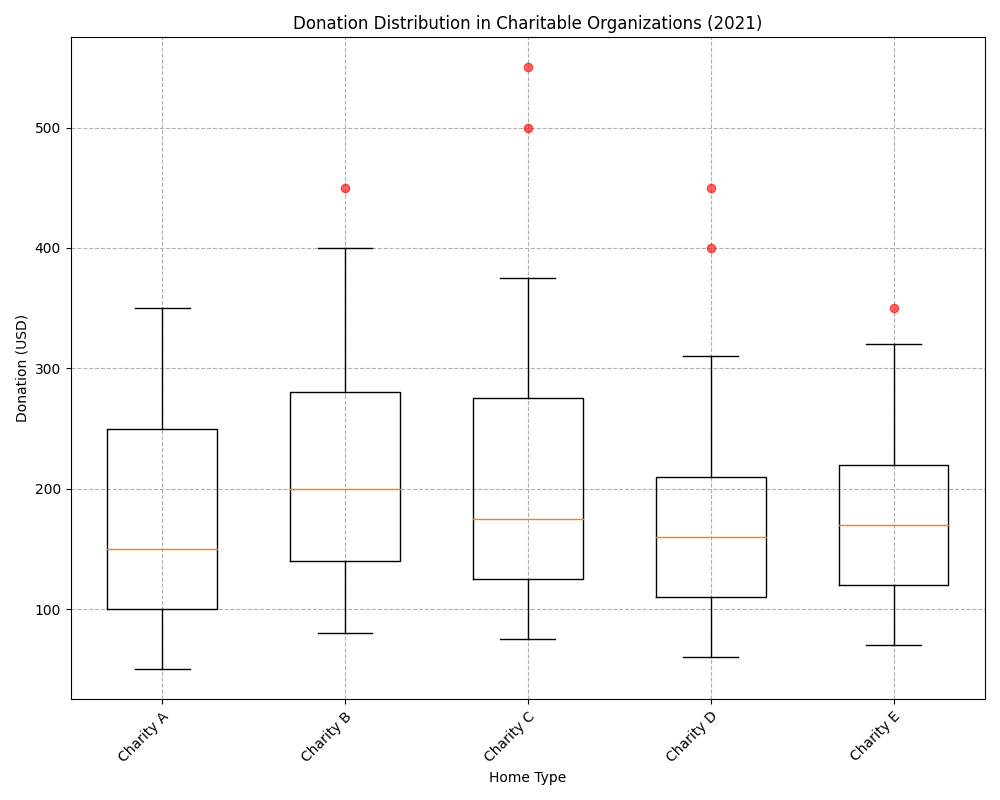 Donation Distribution in Charitable Organizations (2021)
Donation (USD)
500
400
300
200
100
Charity A
Charity B
Charity C
Charity D
Charity E
Home Type